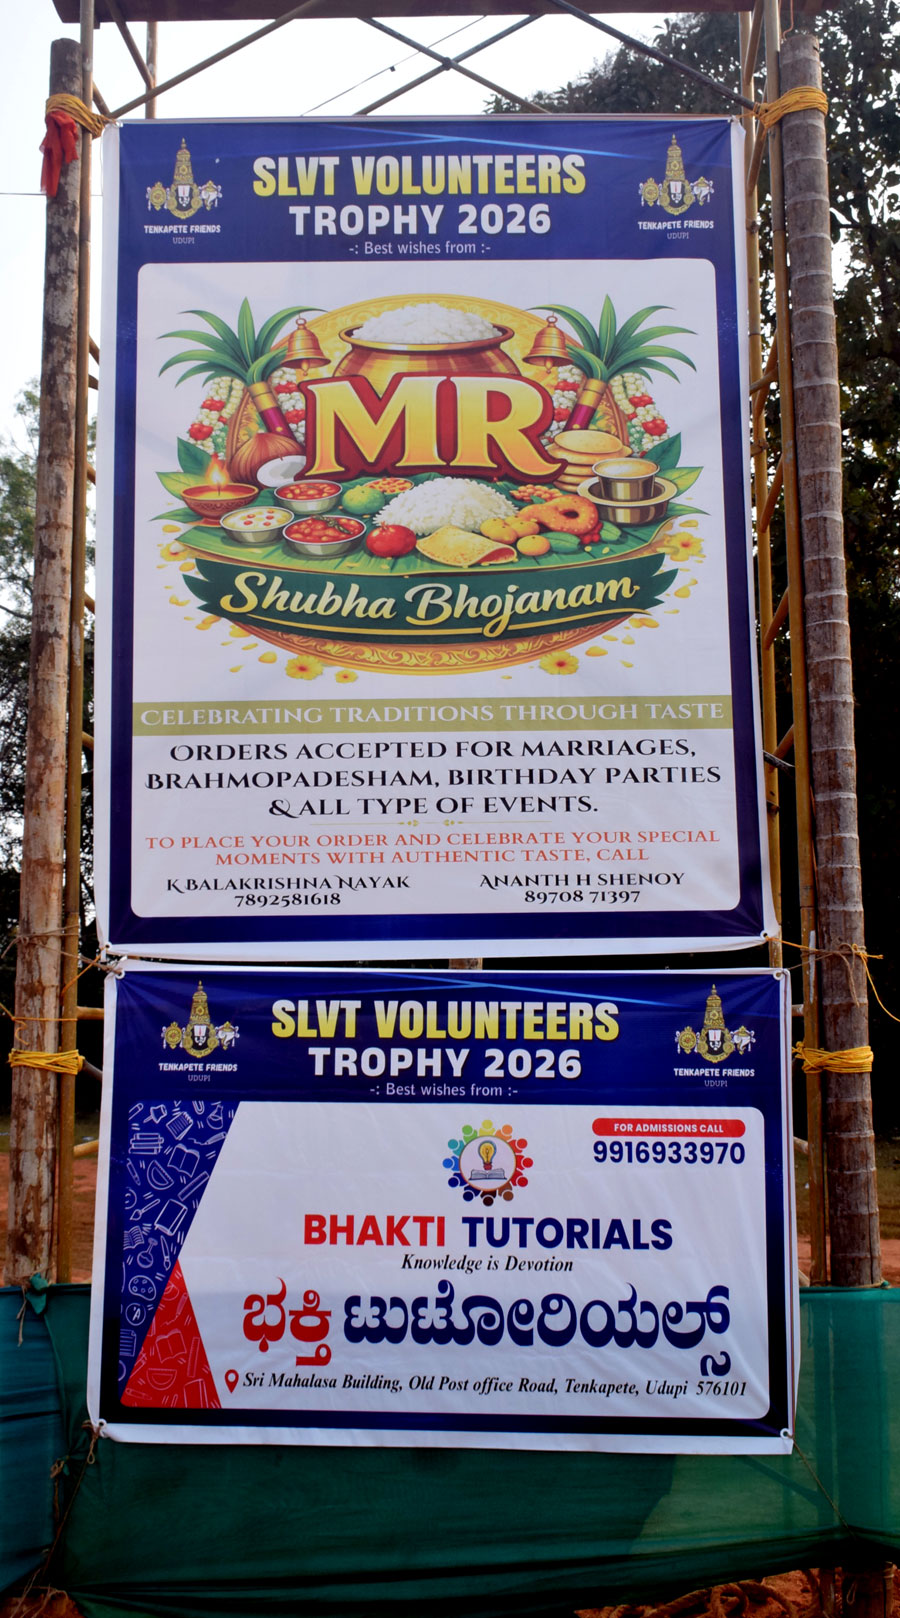 SLVT VOLUNTEERS
TROPHY 2026
-: Best wishes from :-
TENKAPETE FRIENDS
UDUPI
TENKAPETE FRIENDS
UDUPI
MR
Shubha Bhojanam
CELEBRATING TRADITIONS THROUGH TASTE
ORDERS ACCEPTED FOR MARRIAGES,
BRAHMOPADESHAM, BIRTHDAY PARTIES
& ALL TYPE OF EVENTS.
TO PLACE YOUR ORDER AND CELEBRATE YOUR SPECIAL
MOMENTS WITH AUTHENTIC TASTE, CALL
K BALAKRISHNA NAYAK
7892581618
ANANTH H SHENOY
89708 71397
SLVT VOLUNTEERS
TROPHY 2026
-: Best wishes from :-
TENKAPETE FRIENDS
UDUPI
TENKAPETE FRIENDS
UDUPI
FOR ADMISSIONS CALL
9916933970
BHAKTI TUTORIALS
Knowledge is Devotion
ಭಕ್ತಿ ಟುಟೋರಿಯಲ್ಸ್
Sri Mahalasa Building, Old Post office Road, Tenkapete, Udupi 576101